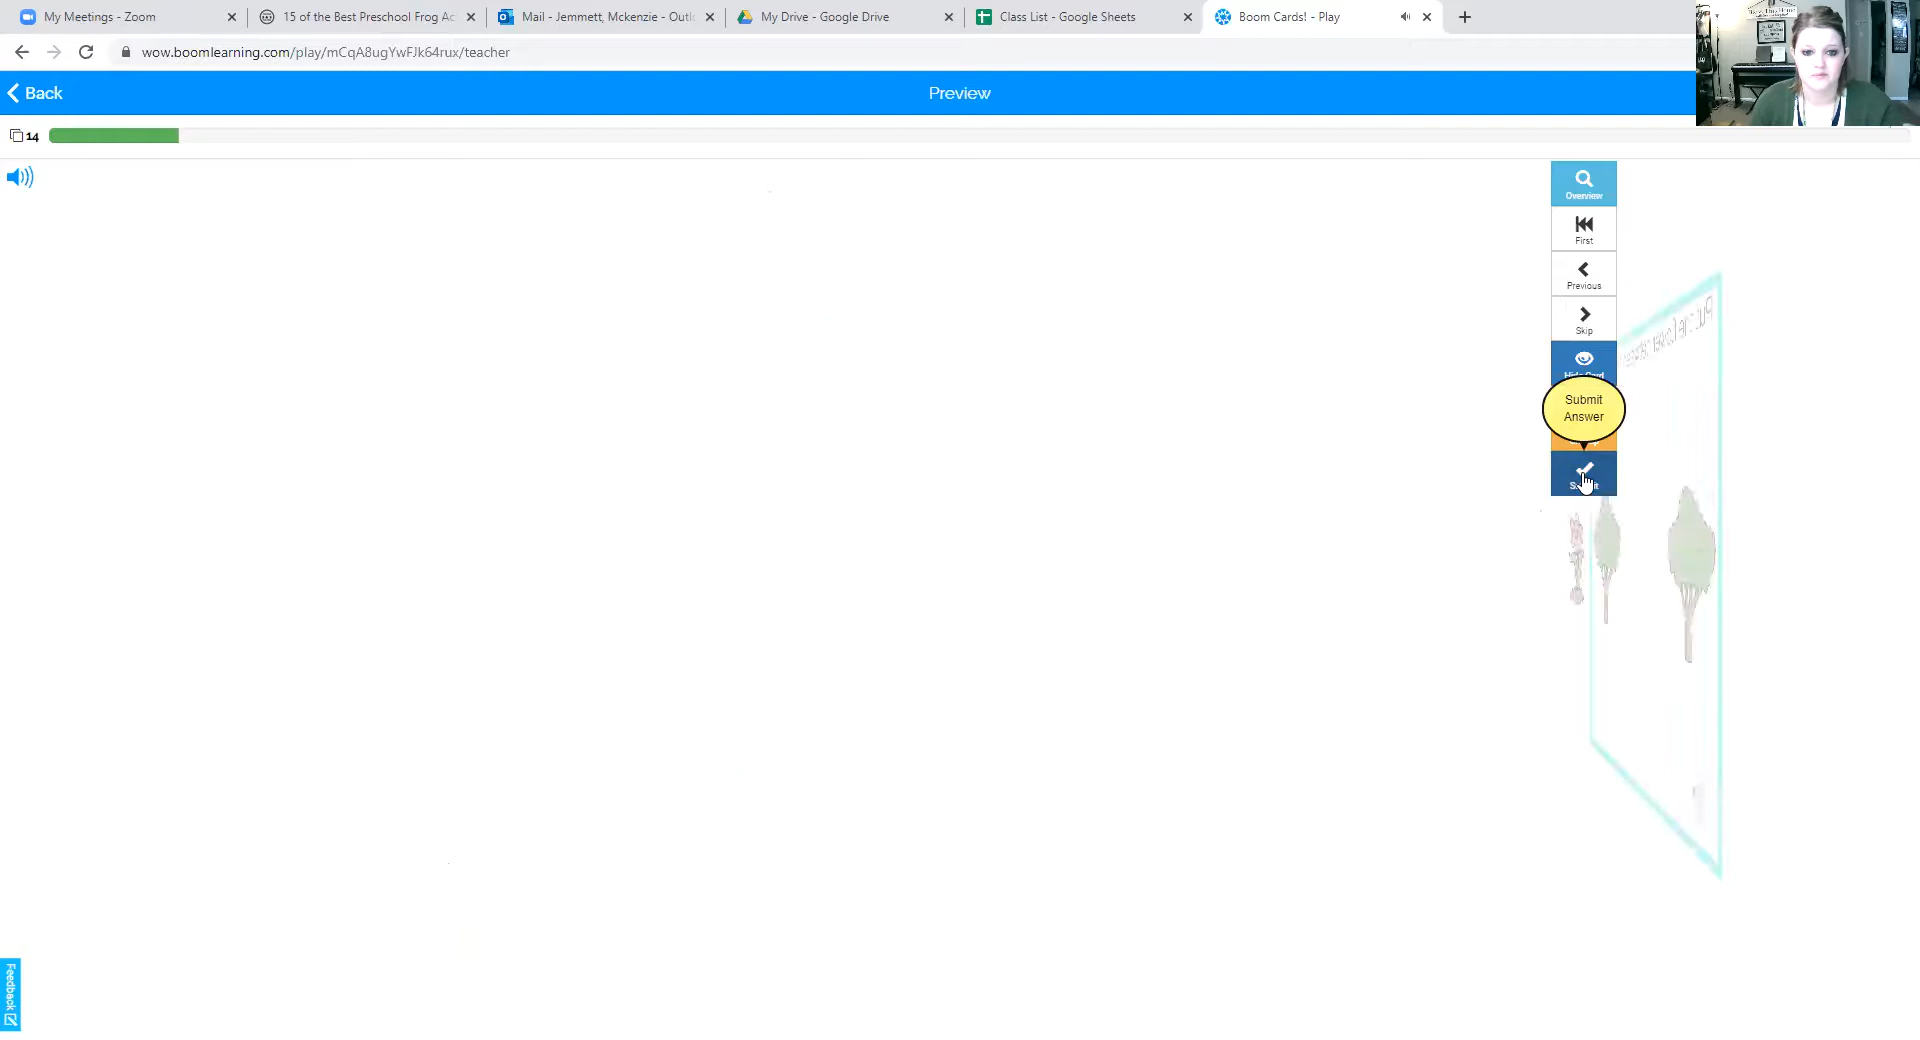 My Meetings - Zoom
15 of the Best Preschool Frog Ac
Mail - Jemmett, Mckenzie - Outl
My Drive - Google Drive
Class List - Google Sheets
Boom Cards! - Play
wow.boomlearning.com/play/mCqA8ugYwFJk64rux/teacher
Back
Preview
14
Overview
First
Previous
Skip
Submit
Answer
Feedback